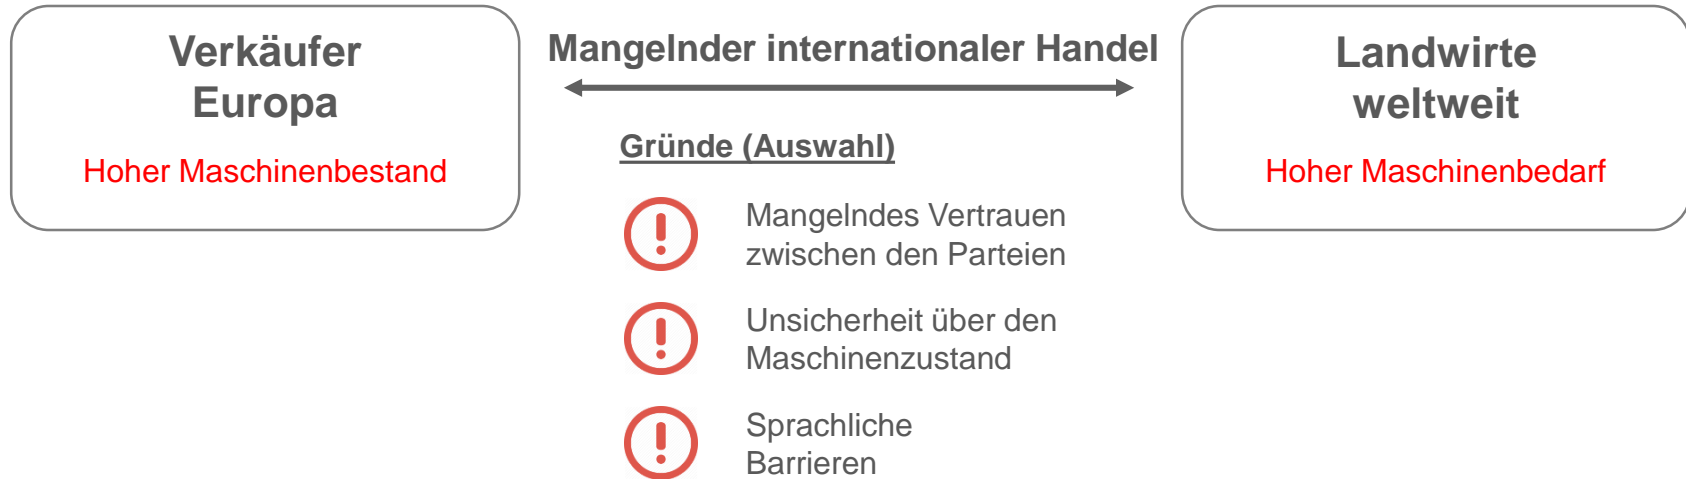 Verkäufer
Europa
Hoher Maschinenbestand
Mangelnder internationaler Handel
Gründe (Auswahl)
Mangelndes Vertrauen
zwischen den Parteien
Unsicherheit über den
Maschinenzustand
Sprachliche
Barrieren
Landwirte
weltweit
Hoher Maschinenbedarf